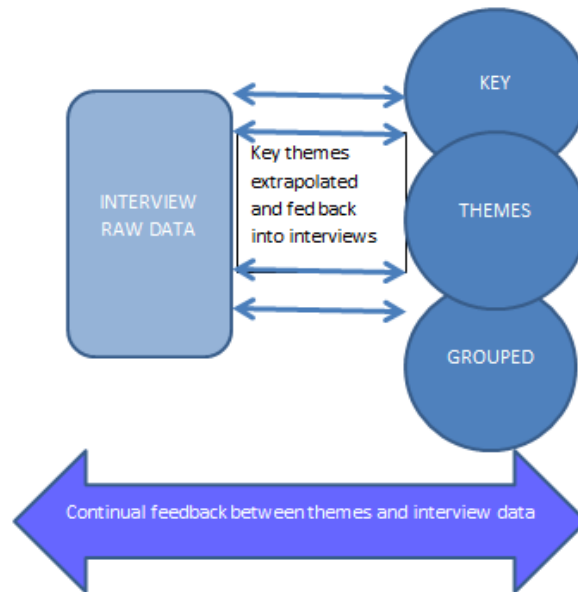 KEY
Key themes
extrapolated
and fed back
into interviews
INTERVIEW
RAW DATA
THEMES
GROUPED
Continual feedback between themes and interview data